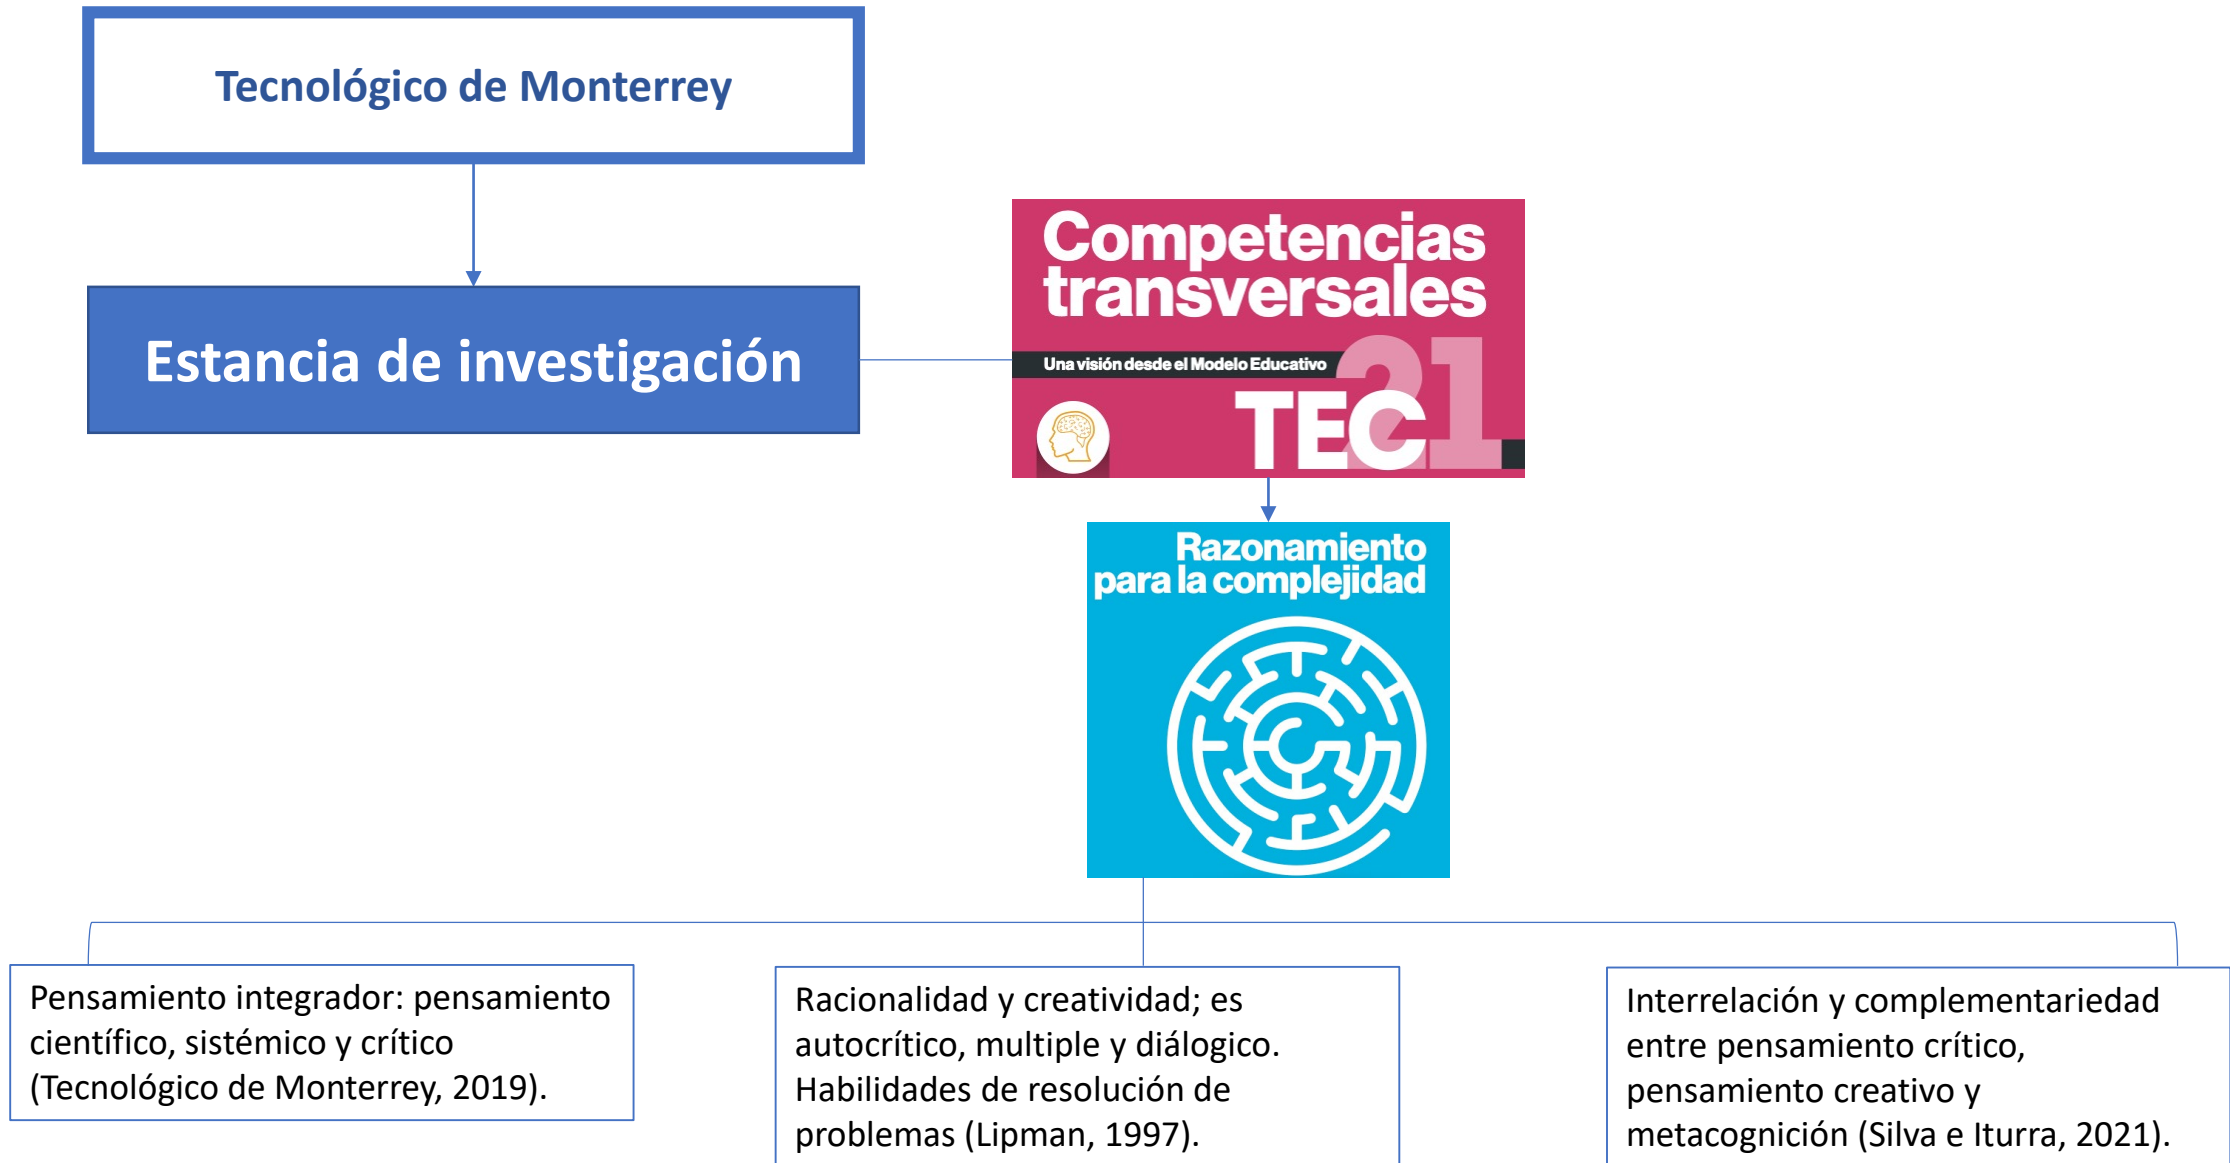 Tecnológico de Monterrey
Estancia de investigación
Competencias
transversales
Una visión desde el Modelo Educativo
TEC21
Razonamiento
para la complejidad
Pensamiento integrador: pensamiento
científico, sistémico y crítico
(Tecnológico de Monterrey, 2019).
Racionalidad y creatividad; es
autocrítico, multiple y diálogico.
Habilidades de resolución de
problemas (Lipman, 1997).
Interrelación y complementariedad
entre pensamiento crítico,
pensamiento creativo y
metacognición (Silva e Iturra, 2021).